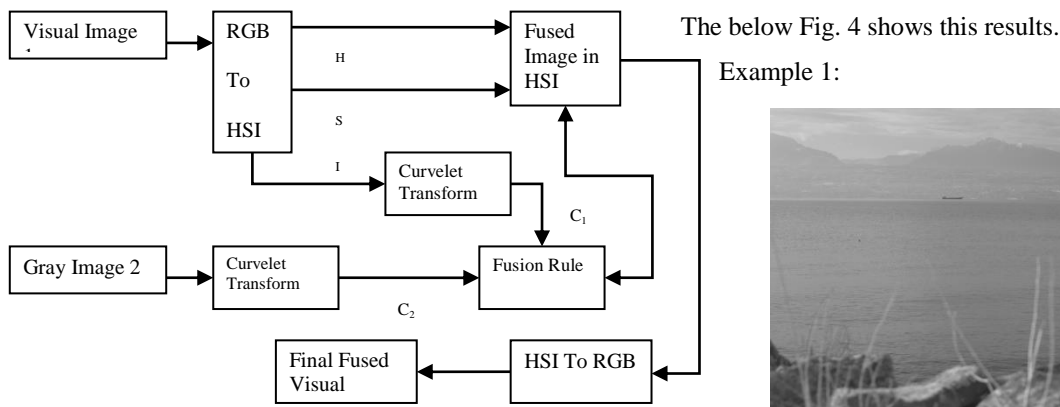 Visual Image
RGB
To
HSI
H
S
I
Fused
Image in
HSI
Curvelet
Transform
C₁
Gray Image 2
Curvelet
Transform
C₂
Fusion Rule
Final Fused
Visual
HSI To RGB
The below Fig. 4 shows this results.
Example 1: